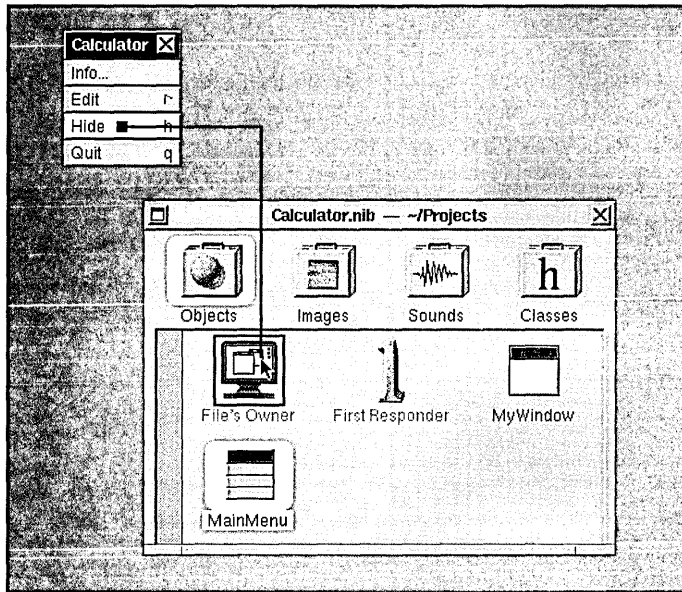 Calculator
Info...
Edit
Hide h
Quit q
Calculator.nib — ~/Projects
h
Objects Images Sounds Classes
File's Owner First Responder MyWindow
MainMenu